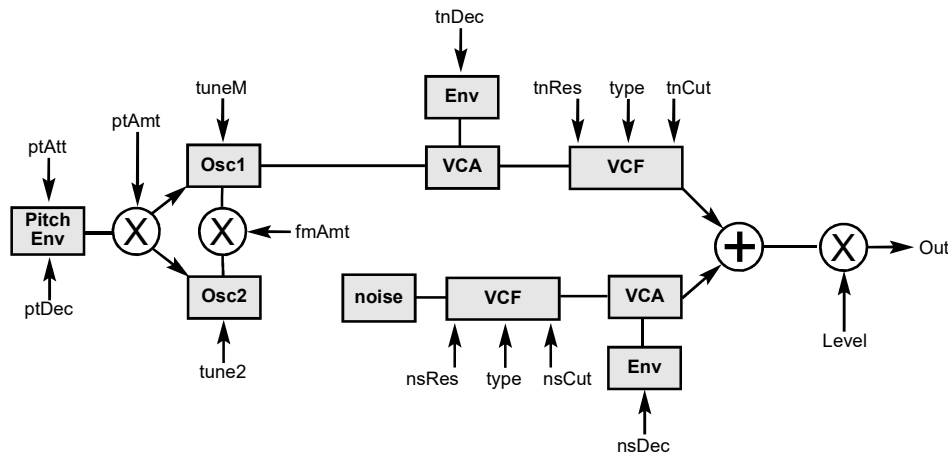 tnDec
tuneM
Env
tnRes type tnCut
ptAmt
ptAtt
Osc1
VCA
VCF
Pitch
Env
X
X
fmAmt
+
X
Out
ptDec
Osc2
noise
VCF
VCA
tune2
nsRes type nsCut
Env
Level
nsDec